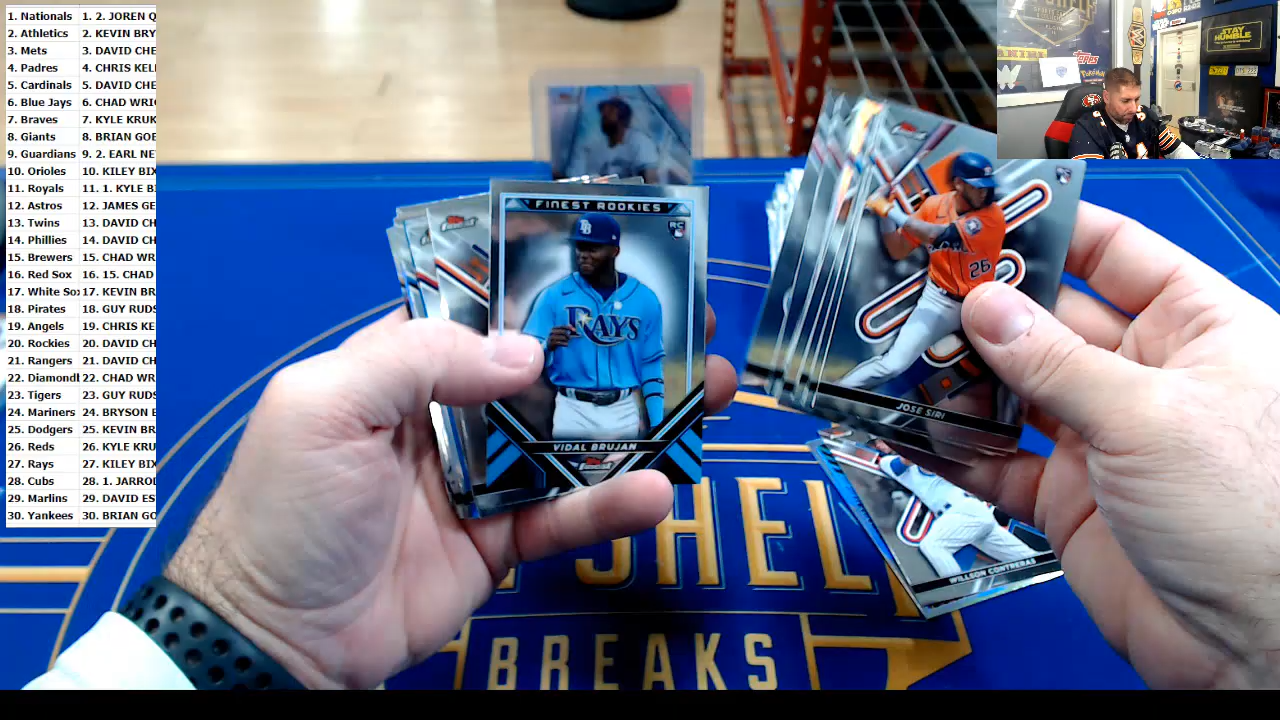 1. Nationals 1. 2. JOREN Q
2. Athletics 2. KEVIN BRY
3. Mets 3. DAVID CHE
4. Padres 4. CHRIS KELL
5. Cardinals 5. DAVID CHE
6. Blue Jays 6. CHAD WRIG
7. Braves 7. KYLE KRUK
8. Giants 8. BRIAN GOE
9. Guardians 9. 2. EARL NE
10. Orioles 10. KILEY BIX
11. Royals 11. 1. KYLE B
12. Astros 12. JAMES GE
13. Twins 13. DAVID CH
14. Phillies 14. DAVID CH
15. Brewers 15. CHAD WR
16. Red Sox 16. 15. CHAD
17. White Sox 17. KEVIN BR
18. Pirates 18. GUY RUDS
19. Angels 19. CHRIS KE
20. Rockies 20. DAVID CH
21. Rangers 21. DAVID CH
22. Diamond 22. CHAD WR
23. Tigers 23. GUY RUDS
24. Mariners 24. BRYSON E
25. Dodgers 25. KEVIN BR
26. Reds 26. KYLE KRU
27. Rays 27. KILEY BIX
28. Cubs 28. 1. JARROL
29. Marlins 29. DAVID ES
30. Yankees 30. BRIAN GO
STAY
HUMBLE
topps
FINEST ROOKIES
RC
TB
RAYS
VIDAL BRUJAN
26
JOSE SIRI
WILLSON CONTRERAS
SHEL
BREAKS